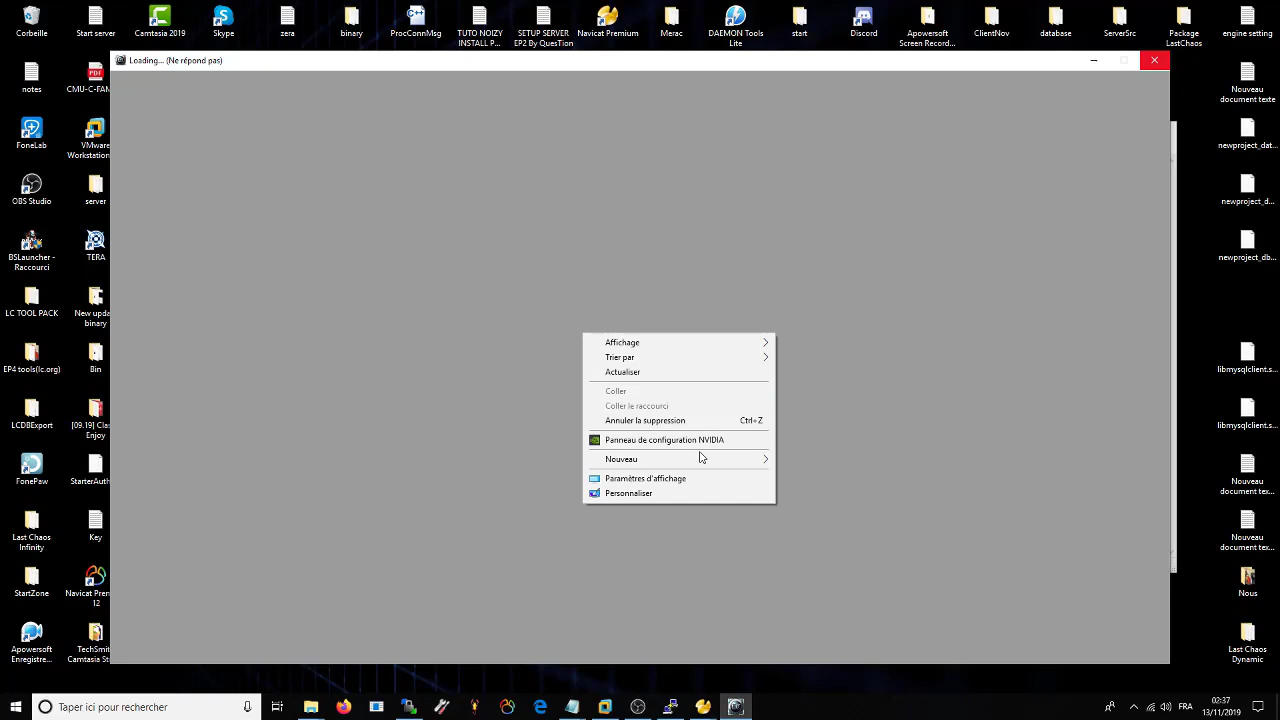 Corbeille
Start server
Camtasia 2019
Skype
zera
binary
ProcConnMsg
TUTO NOIZY
INSTALL P...
SETUP SERVER
EP2 By QuesTion
Navicat Premium
Merac
DAEMON Tools
Lite
start
Discord
Apowersoft
Screen Record...
ClientNov
database
ServerSrc
Package
LastChaos
engine setting
Loading... (Ne répond pas)
notes
CMU-C-FAN
Nouveau
document texte
FoneLab
VMware
Workstation
newproject_dat...
OBS Studio
server
newproject_d...
BSLauncher -
Raccourci
TERA
newproject_db...
LC TOOL PACK
New upda
binary
Affichage
Trier par
Actualiser
Coller
Coller le raccourci
Annuler la suppression Ctrl+Z
Panneau de configuration NVIDIA
Nouveau
Paramètres d'affichage
Personnaliser
EP4 tools(lc.org)
Bin
libmysqlclient.s...
LCDBExport
[09.19] Clas
Enjoy
libmysqlclient.s...
FonePaw
StarterAuth
Nouveau
document tex...
Last Chaos
Infinity
Key
Nouveau
document tex...
StartZone
Navicat Pren
12
Nous
Apowersoft
Enregistre...
TechSmit
Camtasia St
Last Chaos
Dynamic
Taper ici pour rechercher
FRA
02:37
13/11/2019